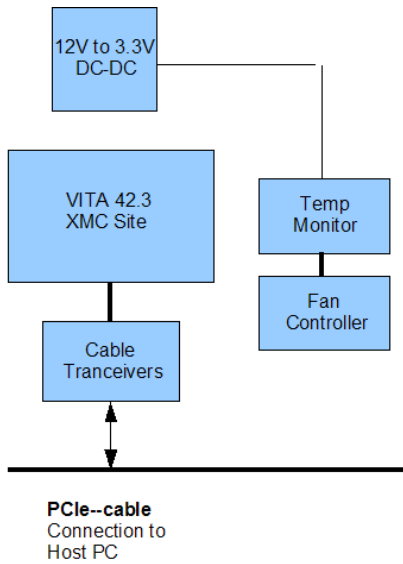 12V to 3.3V
DC-DC
VITA 42.3
XMC Site
Temp
Monitor
Fan
Controller
Cable
Tranceivers
PCIe--cable
Connection to
Host PC